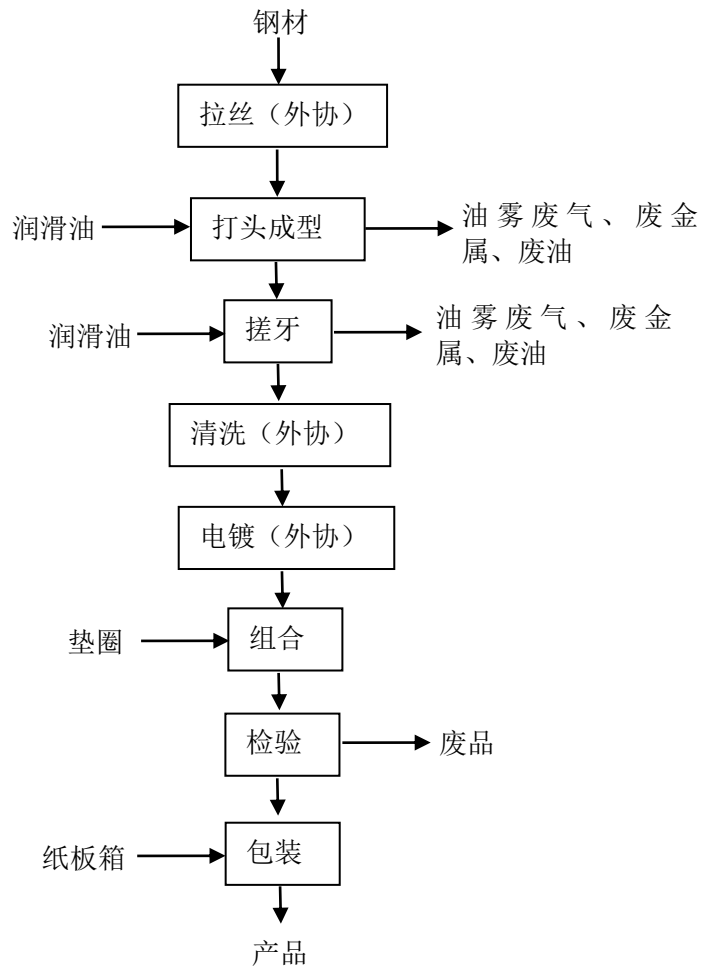 钢材
拉丝（外协）
润滑油
打头成型
油雾废气、废金
属、废油
润滑油
搓牙
油雾废气、废金
属、废油
清洗（外协）
电镀（外协）
垫圈
组合
检验
废品
纸板箱
包装
产品